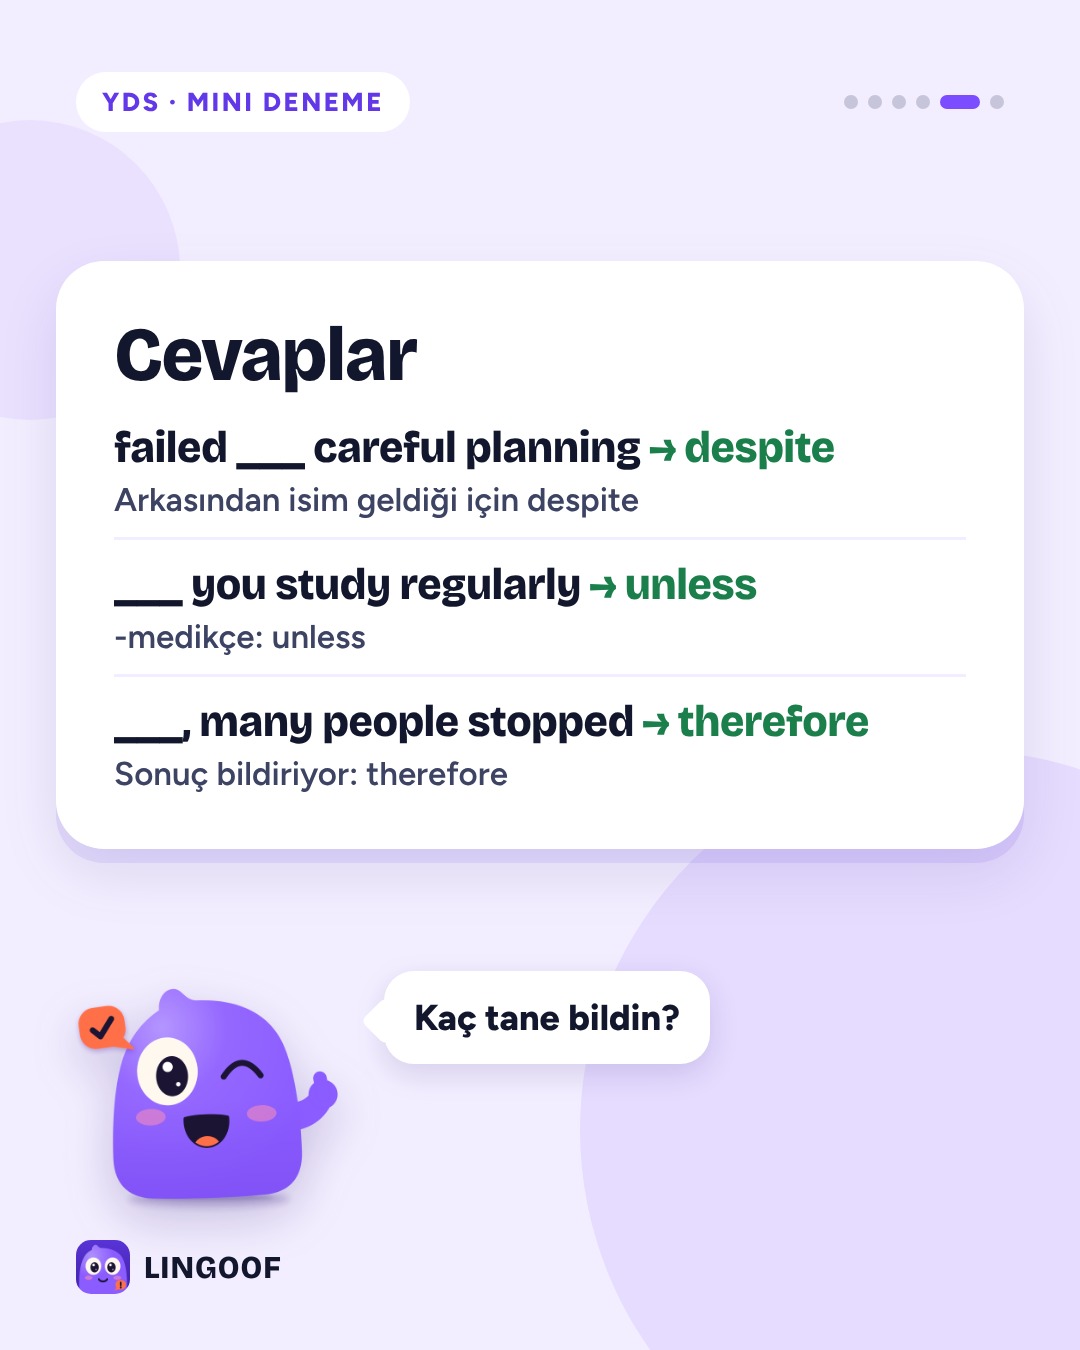 YDS · MINI DENEME
Cevaplar
failed ___ careful planning → despite
Arkasından isim geldiği için despite
___ you study regularly → unless
-medikçe: unless
___, many people stopped → therefore
Sonuç bildiriyor: therefore
Kaç tane bildin?
LINGOOF